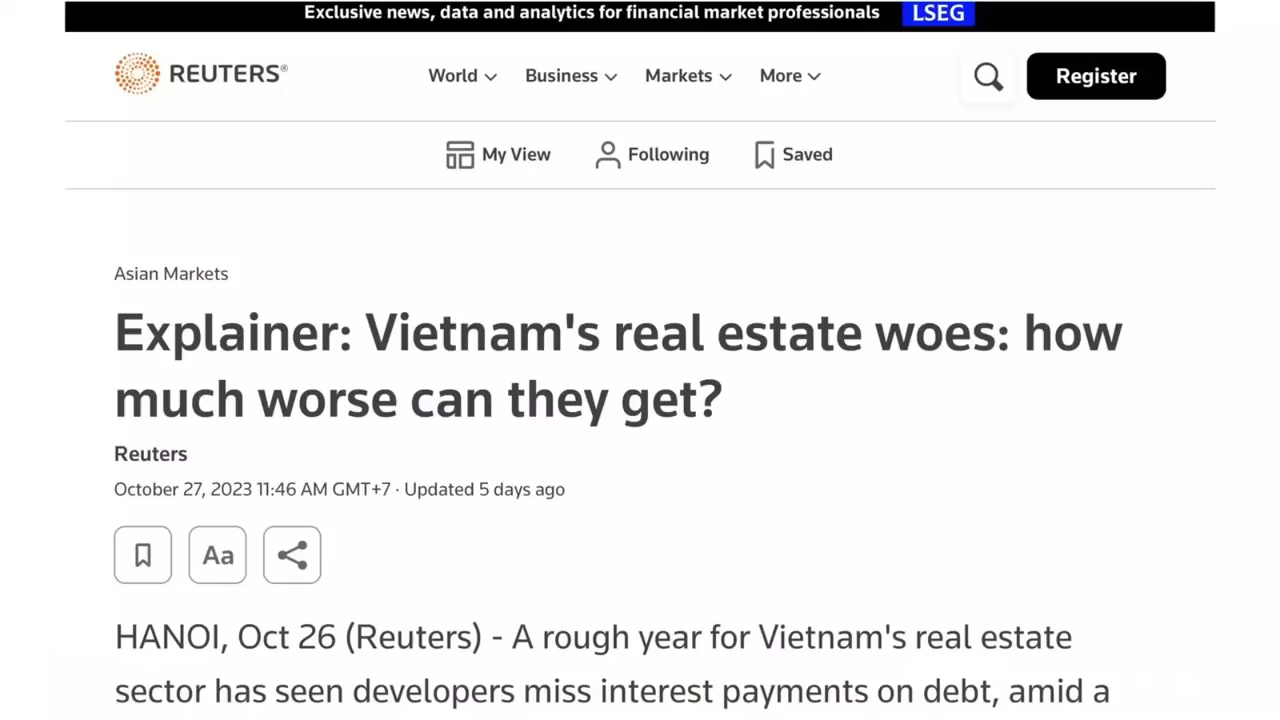 Exclusive news, data and analytics for financial market professionals LSEG
REUTERS® World Business Markets More Register
My View Following Saved
Asian Markets
Explainer: Vietnam's real estate woes: how
much worse can they get?
Reuters
October 27, 2023 11:46 AM GMT+7 · Updated 5 days ago
Aa
HANOI, Oct 26 (Reuters) - A rough year for Vietnam's real estate
sector has seen developers miss interest payments on debt, amid a